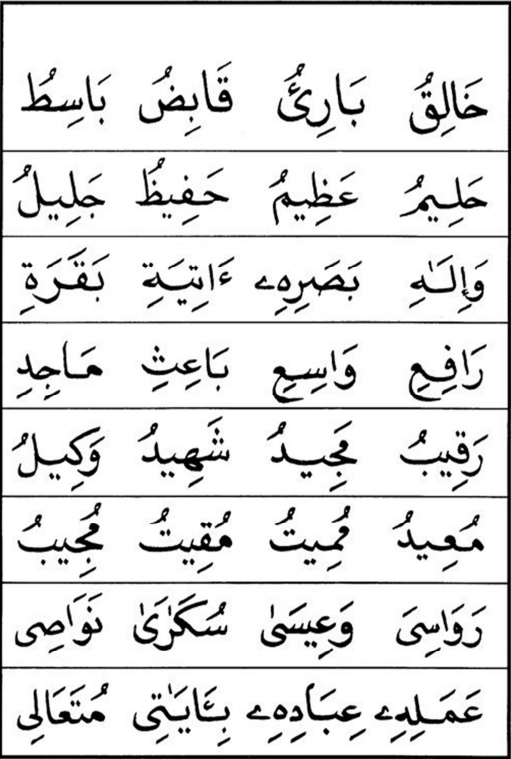 خَالِقُ بَارِئُ قَابِضُ بَاسِطُ
حَلِيمُ عَظِيمُ حَفِيظُ جَلِيلُ
وَإِلَـٰهِ بَصَرِهِۦ ءَاتِيَةِ بَقَرَةِ
رَافِعِ وَاسِعِ بَاعِثِ مَاجِدِ
رَقِيبُ مَجِيدُ شَهِيدُ وَكِيلُ
مُعِيدُ مُمِيتُ مُقِيتُ مُجِيبُ
رَوَاسِىَ وَعِيسَىٰ سُكَـٰرَىٰ نَوَاصِى
عَمَلِهِۦ عِبَادِهِۦ بِـَٔايَـٰتِى مُتَعَالِى